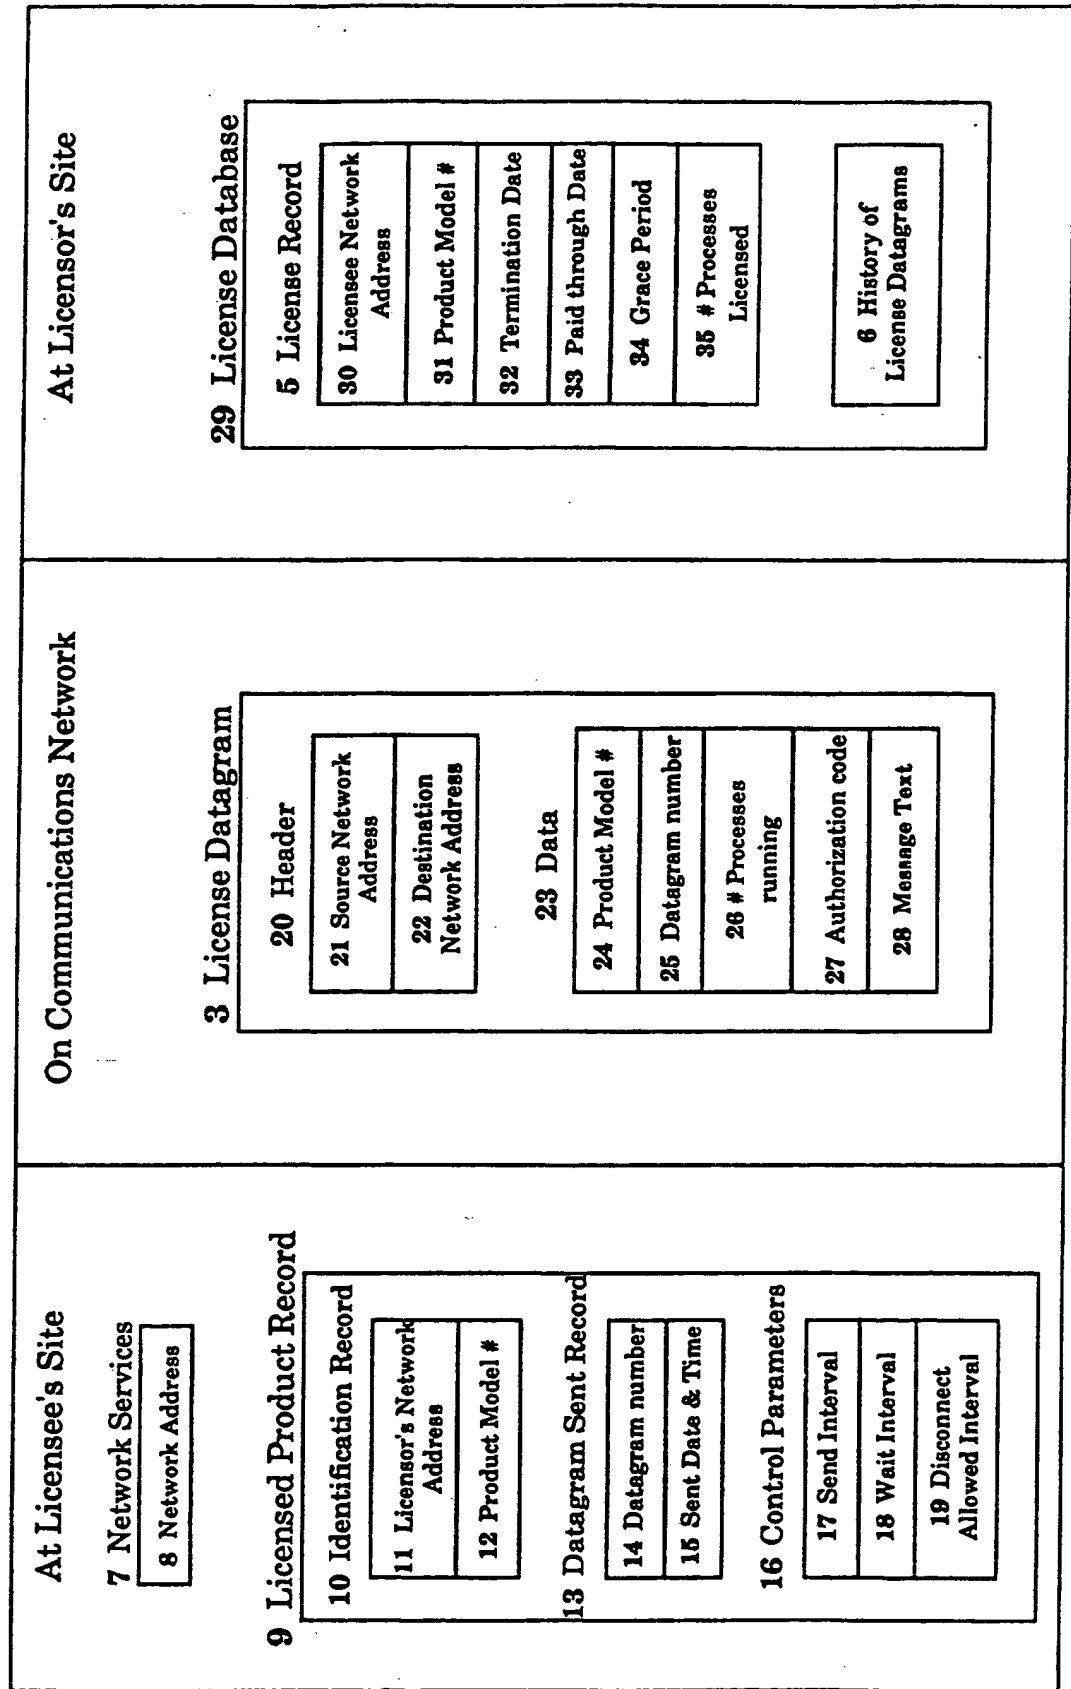 At Licensee's Site
7 Network Services
8 Network Address
9 Licensed Product Record
10 Identification Record
11 Licensor's Network
Address
12 Product Model #
13 Datagram Sent Record
14 Datagram number
15 Sent Date & Time
16 Control Parameters
17 Send Interval
18 Wait Interval
19 Disconnect
Allowed Interval
On Communications Network
3 License Datagram
20 Header
21 Source Network
Address
22 Destination
Network Address
23 Data
24 Product Model #
25 Datagram number
26 # Processes
running
27 Authorization code
28 Message Text
At Licensor's Site
29 License Database
5 License Record
30 Licensee Network
Address
31 Product Model #
32 Termination Date
33 Paid through Date
34 Grace Period
35 # Processes
Licensed
6 History of
License Datagrams